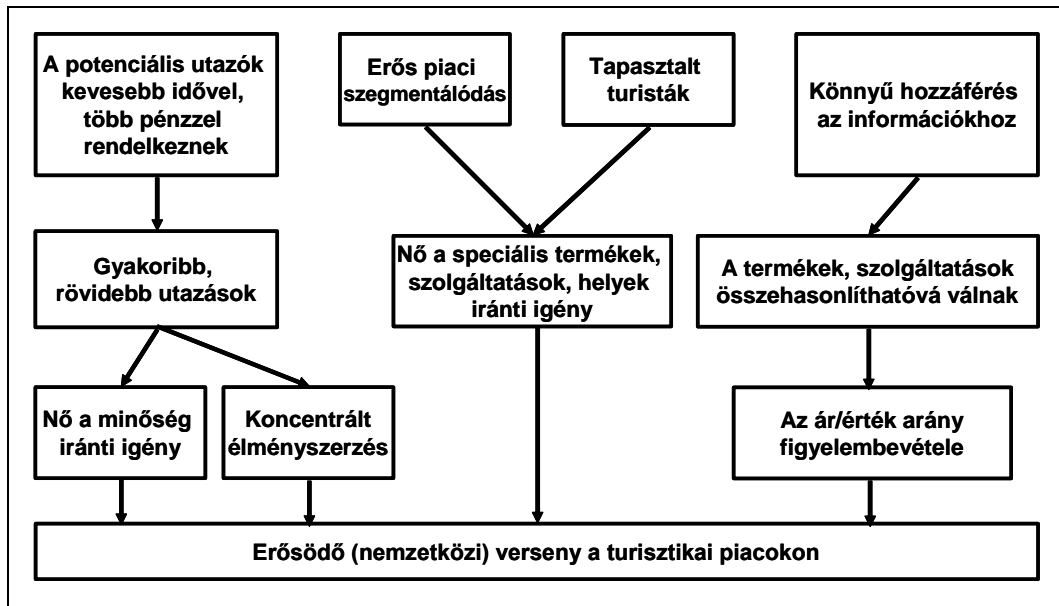 A potenciális utazók
kevesebb idővel,
több pénzzel
rendelkeznek
Erős piaci
szegmentálódás
Tapasztalt
turisták
Könnyű hozzáférés
az információkhoz
Gyakoribb,
rövidebb utazások
Nő a speciális termékek,
szolgáltatások, helyek
iránti igény
A termékek, szolgáltatások
összehasonlíthatóvá válnak
Nő a minőség
iránti igény
Koncentrált
élményszerzés
Az ár/érték arány
figyelembevétele
Erősödő (nemzetközi) verseny a turisztikai piacokon